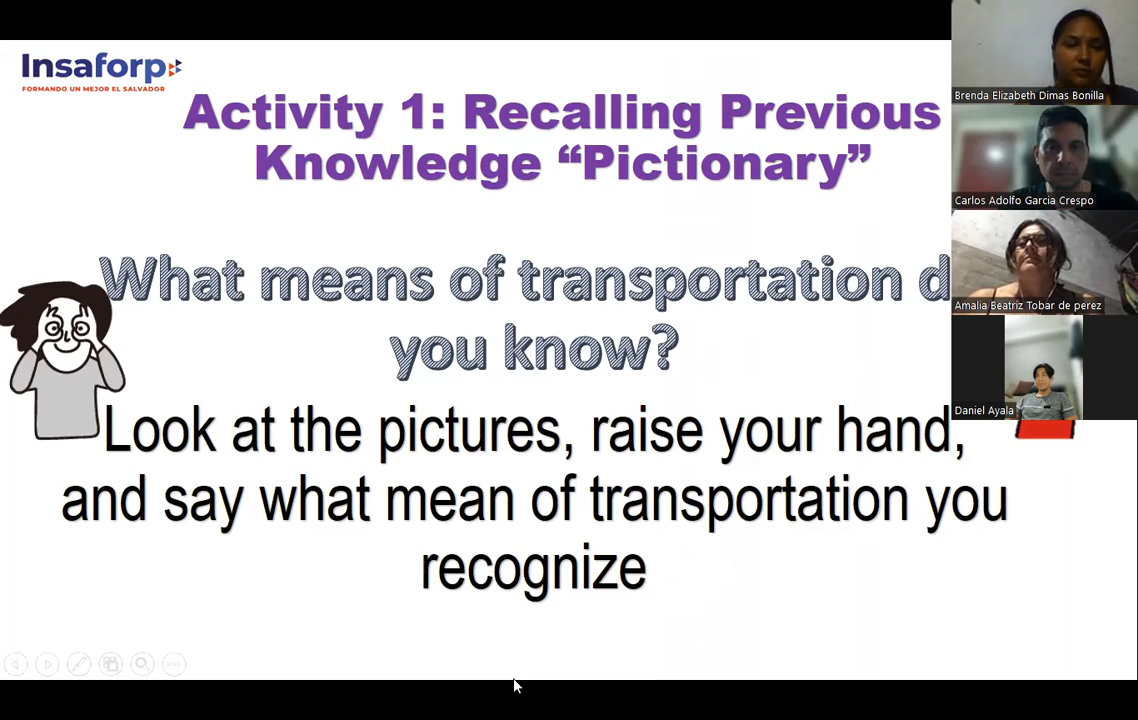 Insaforp
FORMANDO UN MEJOR EL SALVADOR
Activity 1: Recalling Previous
Knowledge “Pictionary”
What means of transportation d
you know?
Look at the pictures, raise your hand,
and say what mean of transportation you
recognize
Brenda Elizabeth Dimas Bonilla
Carlos Adolfo Garcia Crespo
Amalia Beatriz Tobar de perez
Daniel Ayala